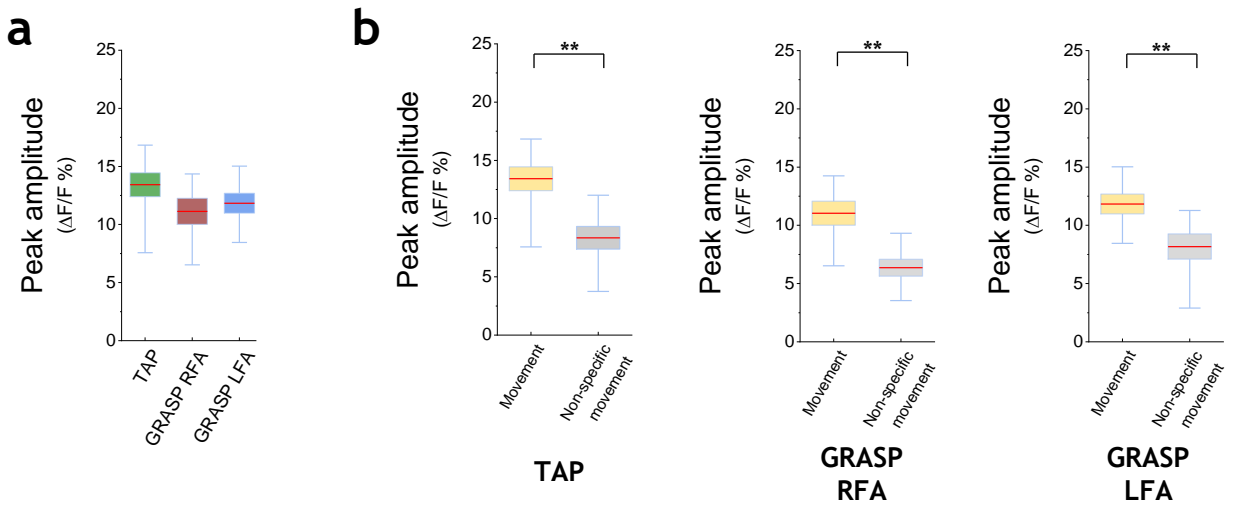 a
Peak amplitude
(ΔF/F %)
25
20
15
10
5
0
TAP
GRASP RFA
GRASP LFA
b
Peak amplitude
(ΔF/F %)
25
20
15
10
5
0
**
Movement
Non-specific
movement
TAP
Peak amplitude
(ΔF/F %)
25
20
15
10
5
0
**
Movement
Non-specific
movement
GRASP
RFA
Peak amplitude
(ΔF/F %)
25
20
15
10
5
0
**
Movement
Non-specific
movement
GRASP
LFA